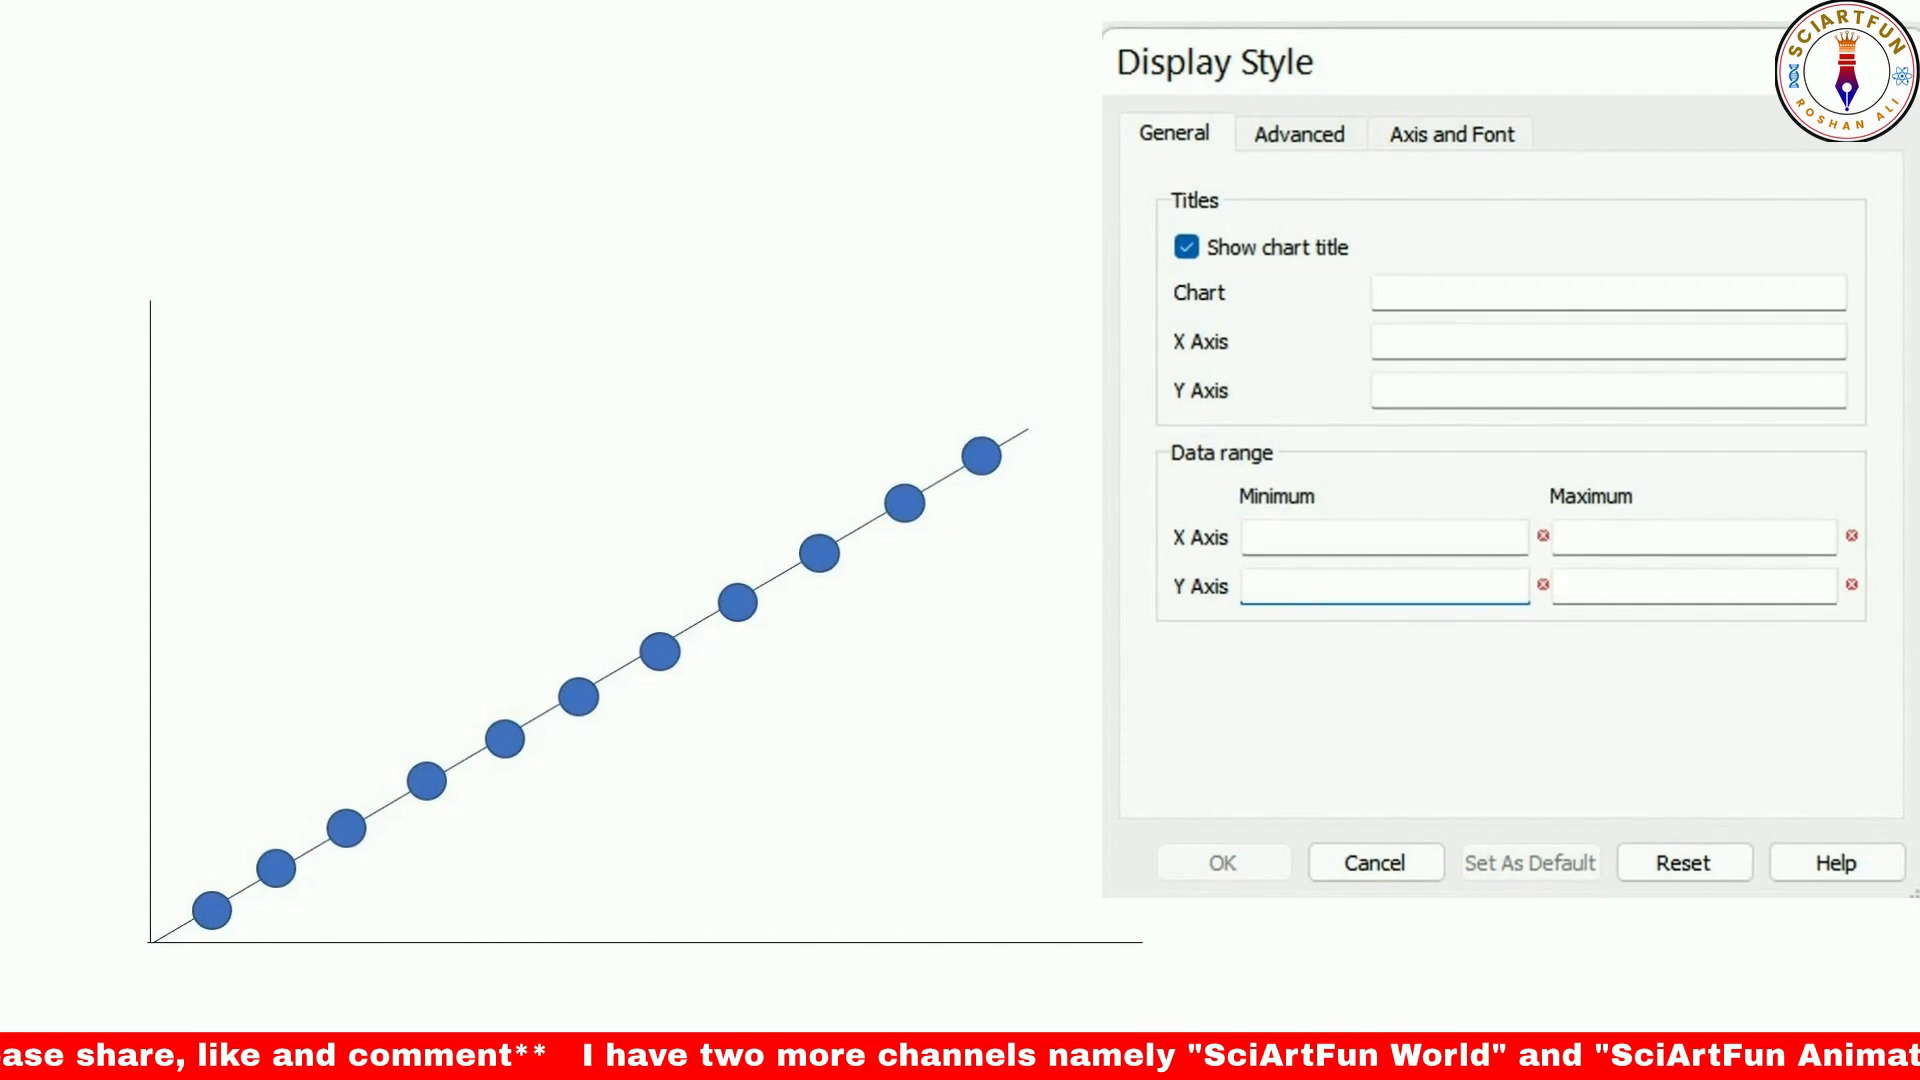 SCIARTFUN
ROSHAN ALI
Display Style
General
Advanced
Axis and Font
Titles
Show chart title
Chart
X Axis
Y Axis
Data range
Minimum
Maximum
X Axis
Y Axis
OK
Cancel
Set As Default
Reset
Help
ase share, like and comment** I have two more channels namely "SciArtFun World" and "SciArtFun Animat